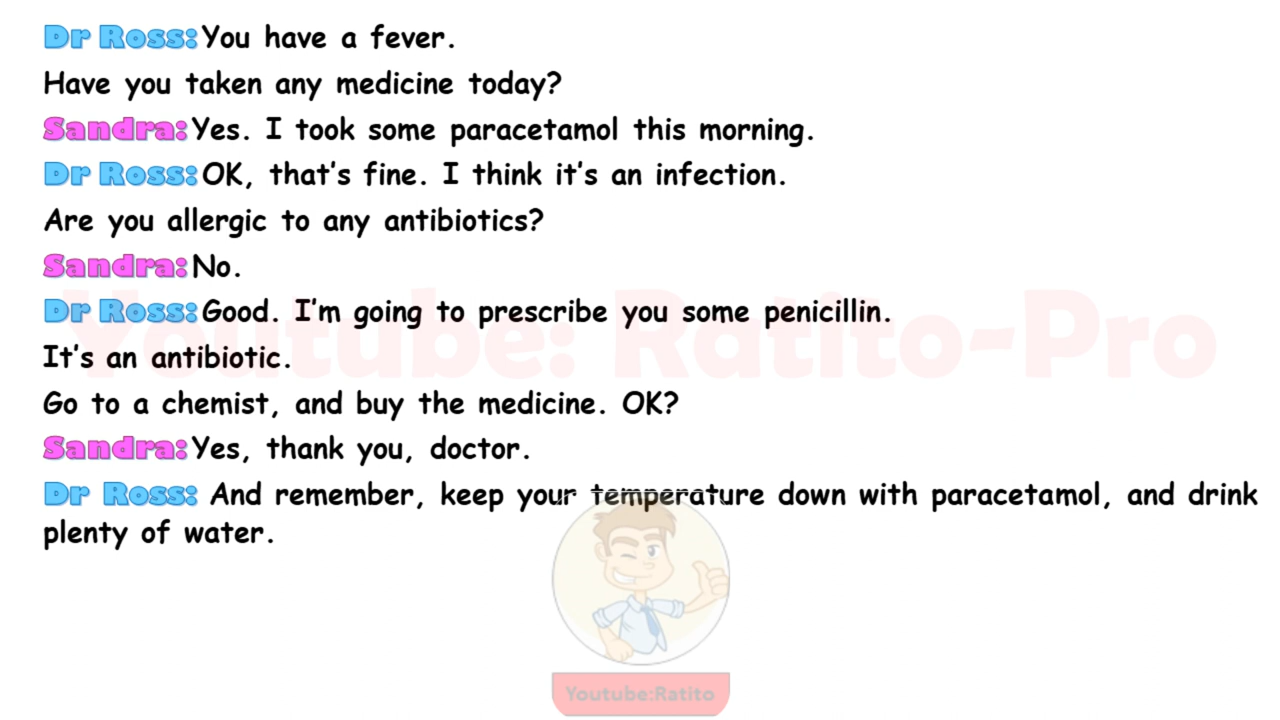 Dr Ross: You have a fever.
Have you taken any medicine today?
Sandra: Yes. I took some paracetamol this morning.
Dr Ross: OK, that's fine. I think it's an infection.
Are you allergic to any antibiotics?
Sandra: No.
Dr Ross: Good. I'm going to prescribe you some penicillin.
Youtube: Ratito-Pro
It's an antibiotic.
Go to a chemist, and buy the medicine. OK?
Sandra: Yes, thank you, doctor.
Dr Ross: And remember, keep your temperature down with paracetamol, and drink
plenty of water.
Youtube:Ratito